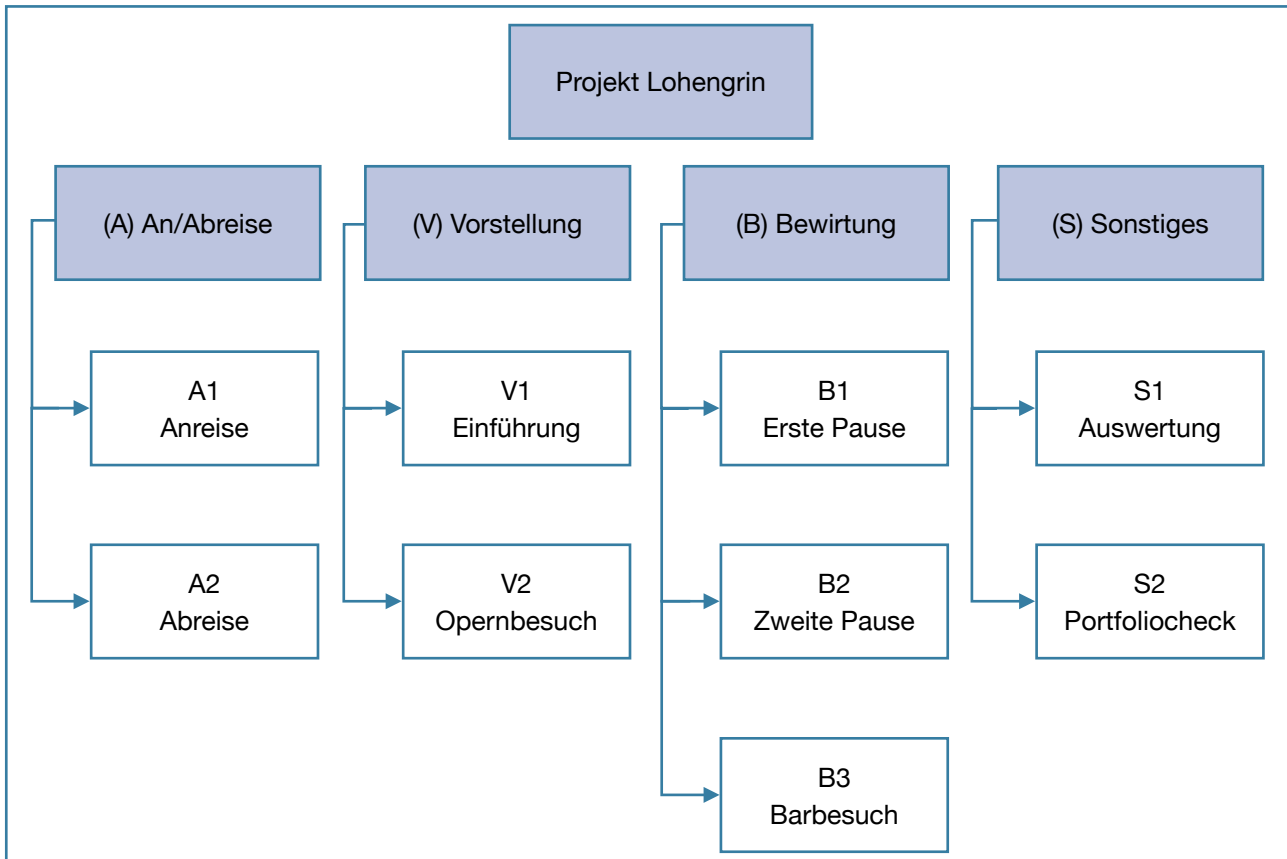 Projekt Lohengrin
(A) An/Abreise
(V) Vorstellung
(B) Bewirtung
(S) Sonstiges
A1
Anreise
V1
Einführung
B1
Erste Pause
S1
Auswertung
A2
Abreise
V2
Opernbesuch
B2
Zweite Pause
S2
Portfoliocheck
B3
Barbesuch